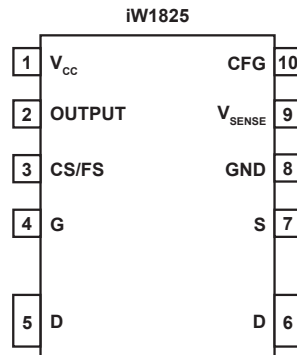 iW1825
1 VCC CFG 10
2 OUTPUT VSENSE 9
3 CS/FS GND 8
4 G S 7
5 D D 6